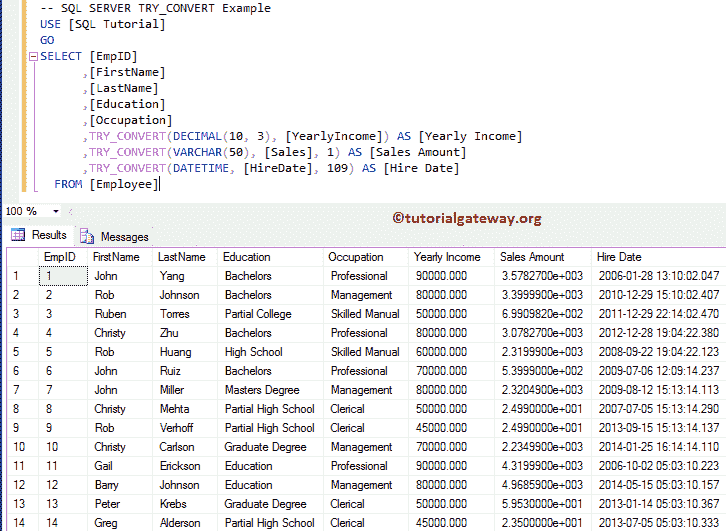 -- SQL SERVER TRY_CONVERT Example
USE [SQL Tutorial]
GO
SELECT [EmpID]
,[FirstName]
,[LastName]
,[Education]
,[Occupation]
,TRY_CONVERT(DECIMAL(10, 3), [YearlyIncome]) AS [Yearly Income]
,TRY_CONVERT(VARCHAR(50), [Sales], 1) AS [Sales Amount]
,TRY_CONVERT(DATETIME, [HireDate], 109) AS [Hire Date]
FROM [Employee]
100 %
©tutorialgateway.org
Results Messages
EmpID FirstName LastName Education Occupation Yearly Income Sales Amount Hire Date
1 1 John Yang Bachelors Professional 90000.000 3.5782700e+003 2006-01-28 13:10:02.047
2 2 Rob Johnson Bachelors Management 80000.000 3.3999900e+003 2010-12-29 15:10:02.407
3 3 Ruben Torres Partial College Skilled Manual 50000.000 6.9909820e+002 2011-12-29 22:14:02.470
4 4 Christy Zhu Bachelors Professional 80000.000 3.0782700e+003 2012-12-28 19:04:22.380
5 5 Rob Huang High School Skilled Manual 60000.000 2.3199900e+003 2008-09-22 19:04:22.123
6 6 John Ruiz Bachelors Professional 70000.000 5.3999000e+002 2009-07-06 12:09:14.237
7 7 John Miller Masters Degree Management 80000.000 2.3204900e+003 2009-08-12 15:13:14.113
8 8 Christy Mehta Partial High School Clerical 50000.000 2.4990000e+001 2007-07-05 15:13:14.290
9 9 Rob Verhoff Partial High School Clerical 45000.000 2.4990000e+001 2013-09-15 15:13:14.137
10 10 Christy Carlson Graduate Degree Management 70000.000 2.2349900e+003 2014-01-25 16:14:14.110
11 11 Gail Erickson Education Professional 90000.000 4.3199900e+003 2006-10-02 05:03:10.223
12 12 Barry Johnson Education Management 80000.000 4.9685900e+003 2014-05-15 05:03:10.157
13 13 Peter Krebs Graduate Degree Clerical 50000.000 5.9530000e+001 2013-01-14 05:03:10.367
14 14 Greg Alderson Partial High School Clerical 45000.000 2.3500000e+001 2013-07-05 05:03:10.333